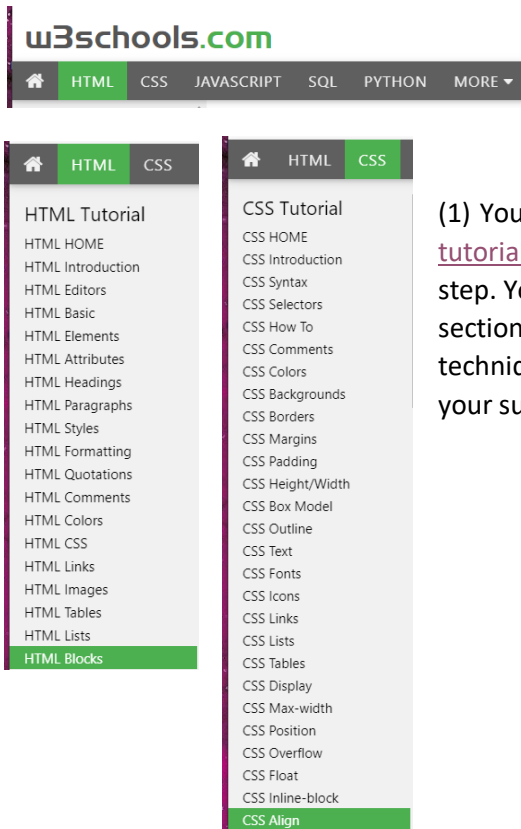 w3schools.com
HTML CSS JAVASCRIPT SQL PYTHON MORE
HTML CSS
HTML Tutorial
HTML HOME
HTML Introduction
HTML Editors
HTML Basic
HTML Elements
HTML Attributes
HTML Headings
HTML Paragraphs
HTML Styles
HTML Formatting
HTML Quotations
HTML Comments
HTML Colors
HTML CSS
HTML Links
HTML Images
HTML Tables
HTML Lists
HTML Blocks
HTML CSS
CSS Tutorial
CSS HOME
CSS Introduction
CSS Syntax
CSS Selectors
CSS How To
CSS Comments
CSS Colors
CSS Backgrounds
CSS Borders
CSS Margins
CSS Padding
CSS Height/Width
CSS Box Model
CSS Outline
CSS Text
CSS Fonts
CSS Icons
CSS Links
CSS Lists
CSS Tables
CSS Display
CSS Max-width
CSS Position
CSS Overflow
CSS Float
CSS Inline-block
CSS Align
(1) You
tutoria
step. Y
section
techni
your su